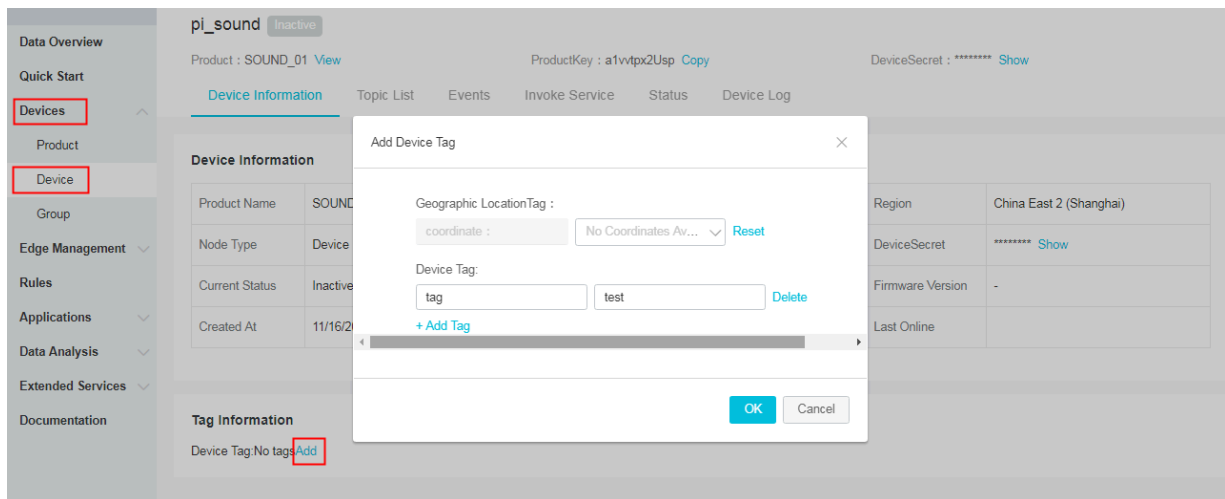 pi_sound Inactive
Data Overview
Product : SOUND_01 View ProductKey : a1vvtpx2Usp Copy DeviceSecret : ******** Show
Quick Start
Device Information Topic List Events Invoke Service Status Device Log
Devices
Add Device Tag
Product
Device Information
Device
Geographic LocationTag :
Product Name SOUND Region China East 2 (Shanghai)
Group
coordinate : No Coordinates Av... Reset
Edge Management
Node Type Device DeviceSecret ******** Show
Device Tag:
Rules
Current Status Inactive Firmware Version -
tag test Delete
Applications
Created At 11/16/20 Last Online
+ Add Tag
Data Analysis
Extended Services
OK Cancel
Documentation
Tag Information
Device Tag:No tagsAdd